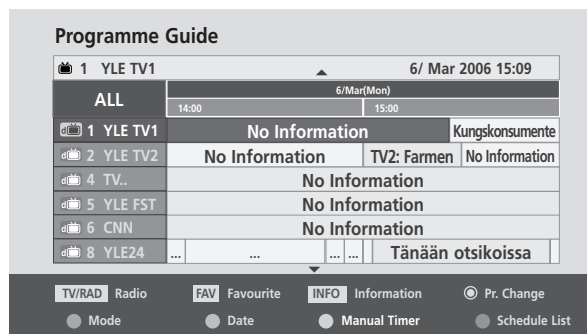 Programme Guide
1 YLE TV1 6/ Mar 2006 15:09
ALL 6/Mar(Mon)
14:00 15:00
1 YLE TV1 No Information Kungskonsumente
2 YLE TV2 No Information TV2: Farmen No Information
4 TV.. No Information
5 YLE FST No Information
6 CNN No Information
8 YLE24 ... ... ... ... Tänään otsikoissa
TV/RAD Radio FAV Favourite INFO Information Pr. Change
Mode Date Manual Timer Schedule List